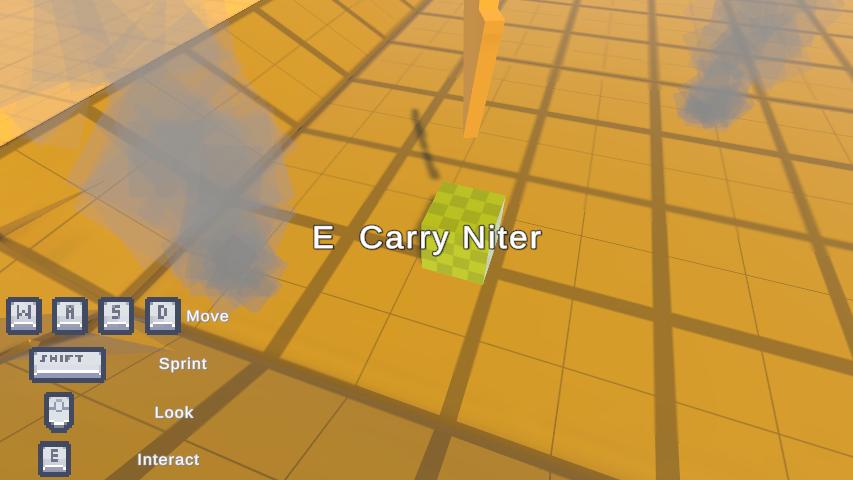 E Carry Niter
W A S D Move
SHIFT Sprint
Look
E Interact